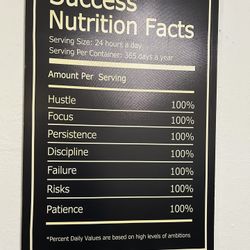 Success
Nutrition Facts
Serving Size: 24 hours a day
Serving Per Container: 365 days a year
Amount Per Serving
Hustle 100%
Focus 100%
Persistence 100%
Discipline 100%
Failure 100%
Risks 100%
Patience 100%
*Percent Daily Values are based on high levels of ambitions